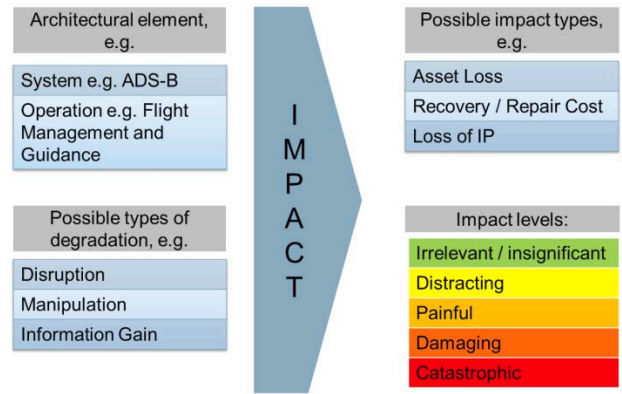 Architectural element,
e.g.
System e.g. ADS-B
Operation e.g. Flight
Management and
Guidance
Possible types of
degradation, e.g.
Disruption
Manipulation
Information Gain
I
M
P
A
C
T
Possible impact types,
e.g.
Asset Loss
Recovery / Repair Cost
Loss of IP
Impact levels:
Irrelevant / insignificant
Distracting
Painful
Damaging
Catastrophic